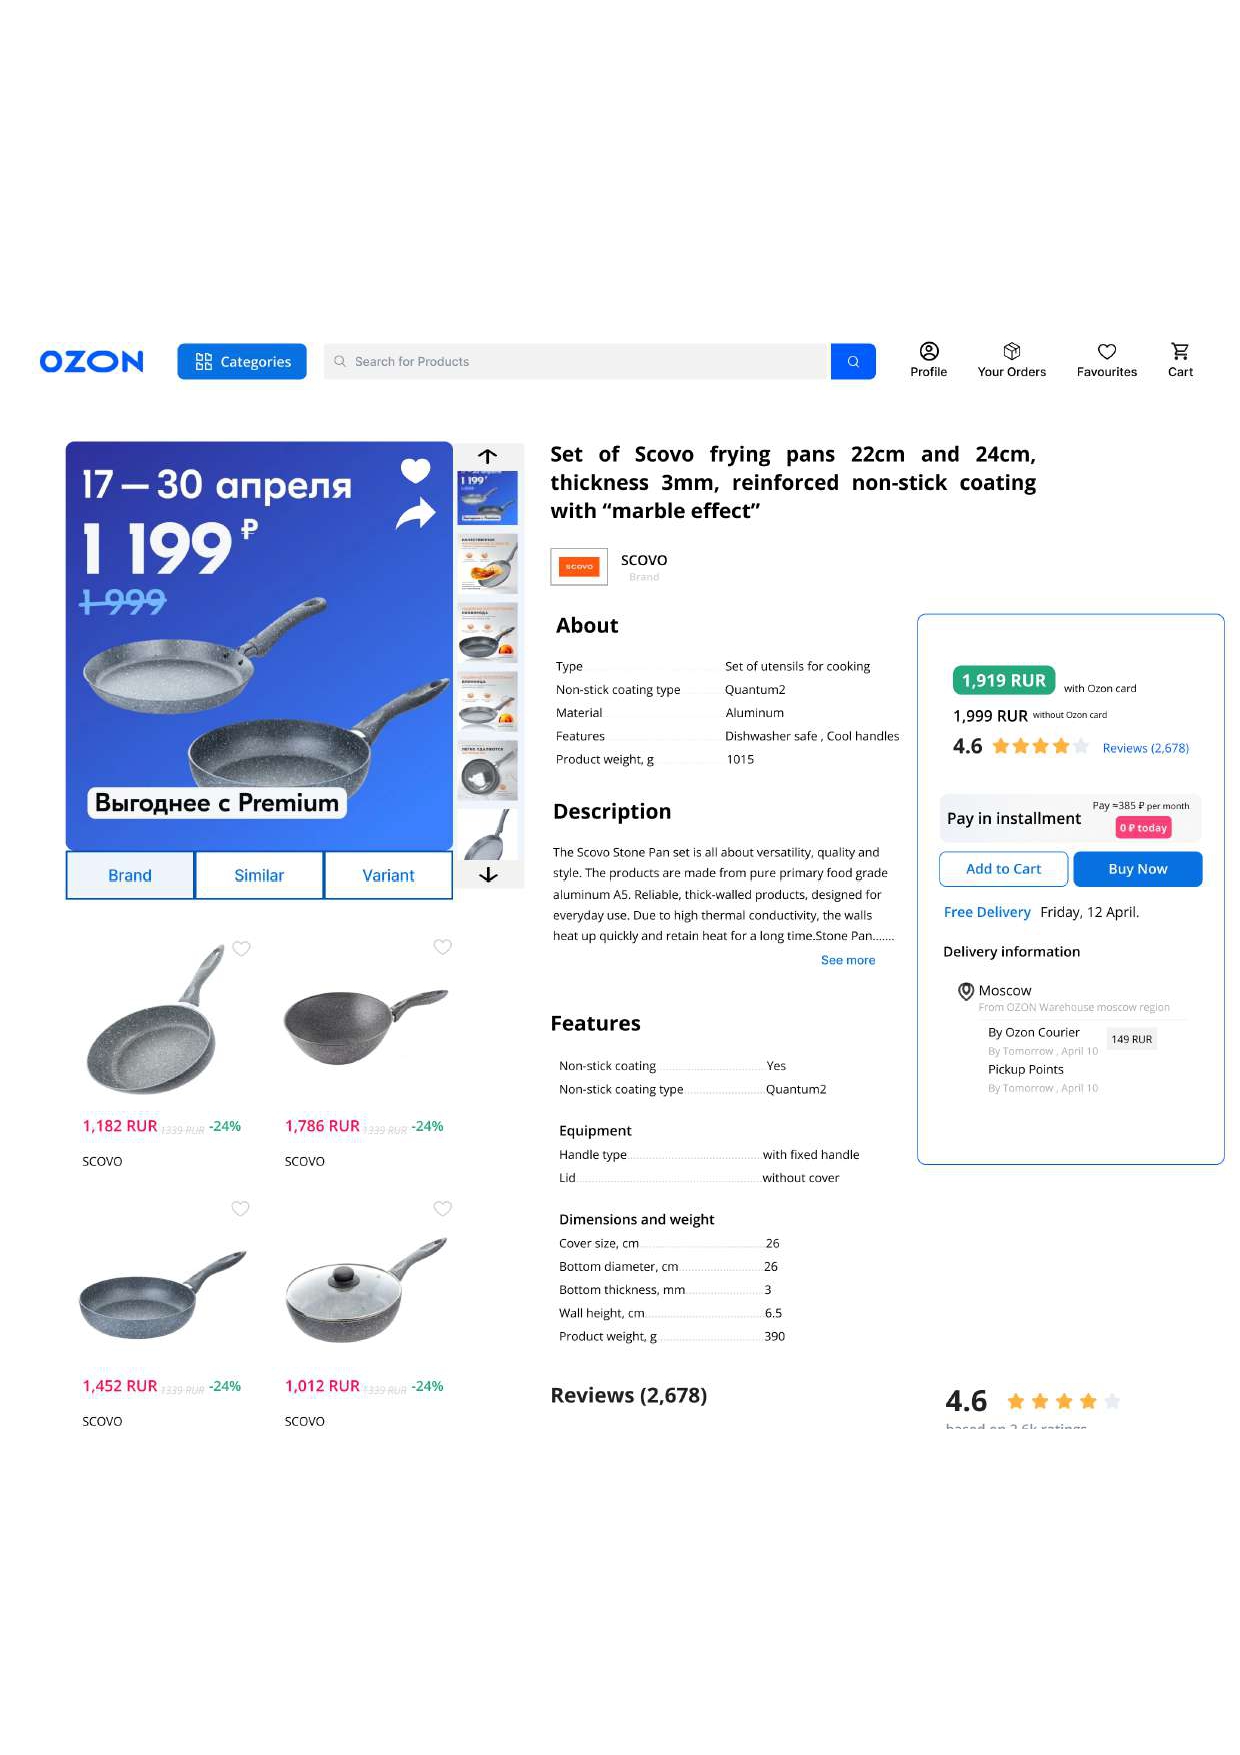 OZON
Categories
Search for Products
Profile
Your Orders
Favourites
Cart
17 — 30 апреля
1 199 ₽
1 999
Выгоднее с Premium
1 199
Brand
Similar
Variant
1,182 RUR 1339 RUR -24%
SCOVO
1,786 RUR 1339 RUR -24%
SCOVO
1,452 RUR 1339 RUR -24%
SCOVO
1,012 RUR 1339 RUR -24%
SCOVO
Set of Scovo frying pans 22cm and 24cm,
thickness 3mm, reinforced non-stick coating
with “marble effect”
SCOVO
SCOVO
Brand
About
Type Set of utensils for cooking
Non-stick coating type Quantum2
Material Aluminum
Features Dishwasher safe , Cool handles
Product weight, g 1015
Description
The Scovo Stone Pan set is all about versatility, quality and
style. The products are made from pure primary food grade
aluminum A5. Reliable, thick-walled products, designed for
everyday use. Due to high thermal conductivity, the walls
heat up quickly and retain heat for a long time.Stone Pan.......
See more
Features
Non-stick coating Yes
Non-stick coating type Quantum2
Equipment
Handle type with fixed handle
Lid without cover
Dimensions and weight
Cover size, cm 26
Bottom diameter, cm 26
Bottom thickness, mm 3
Wall height, cm 6.5
Product weight, g 390
Reviews (2,678)
1,919 RUR with Ozon card
1,999 RUR without Ozon card
4.6 Reviews (2,678)
Pay in installment
Pay ≈385 ₽ per month
0 ₽ today
Add to Cart
Buy Now
Free Delivery Friday, 12 April.
Delivery information
Moscow
From OZON Warehouse moscow region
By Ozon Courier
149 RUR
By Tomorrow , April 10
Pickup Points
By Tomorrow , April 10
4.6
based on 2.6k ratings